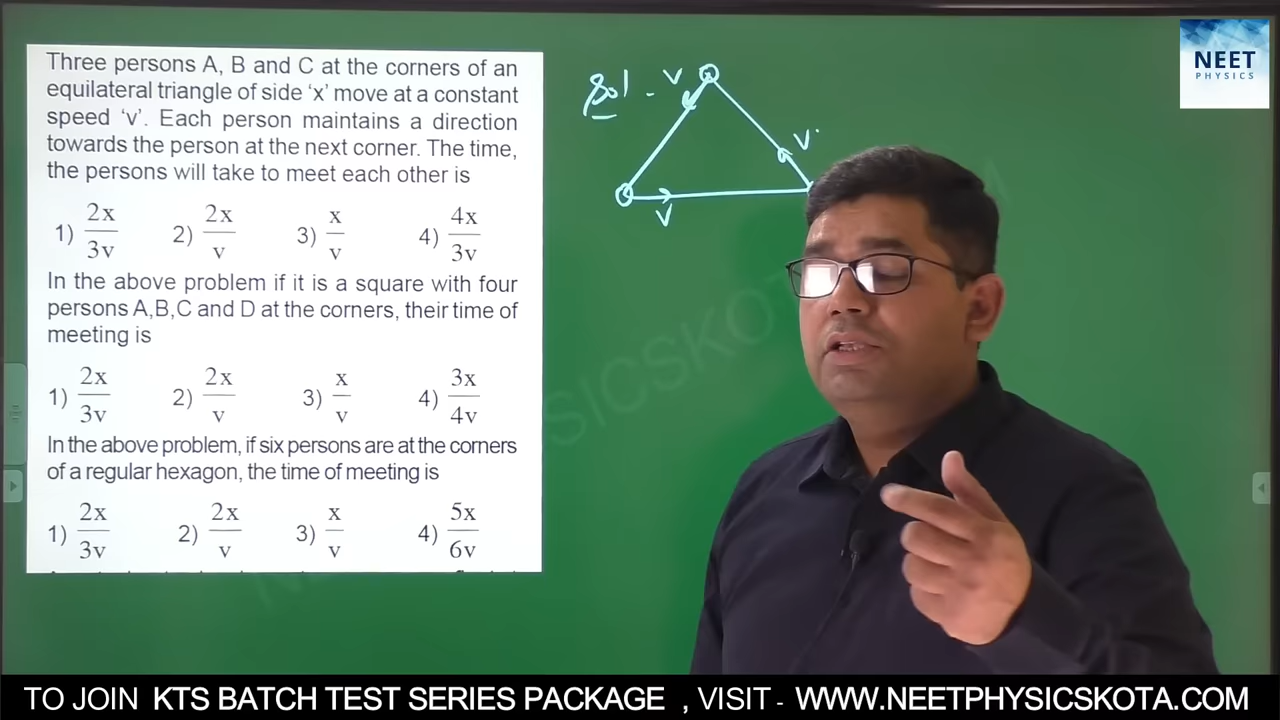 Three persons A, B and C at the corners of an
equilateral triangle of side ‘x’ move at a constant
speed ‘v’. Each person maintains a direction
towards the person at the next corner. The time,
the persons will take to meet each other is
1) 2x/3v 2) 2x/v 3) x/v 4) 4x/3v
In the above problem if it is a square with four
persons A,B,C and D at the corners, their time of
meeting is
1) 2x/3v 2) 2x/v 3) x/v 4) 3x/4v
In the above problem, if six persons are at the corners
of a regular hexagon, the time of meeting is
1) 2x/3v 2) 2x/v 3) x/v 4) 5x/6v
Sol - v
v
v
NEET
PHYSICS
TO JOIN KTS BATCH TEST SERIES PACKAGE , VISIT - WWW.NEETPHYSICSKOTA.COM